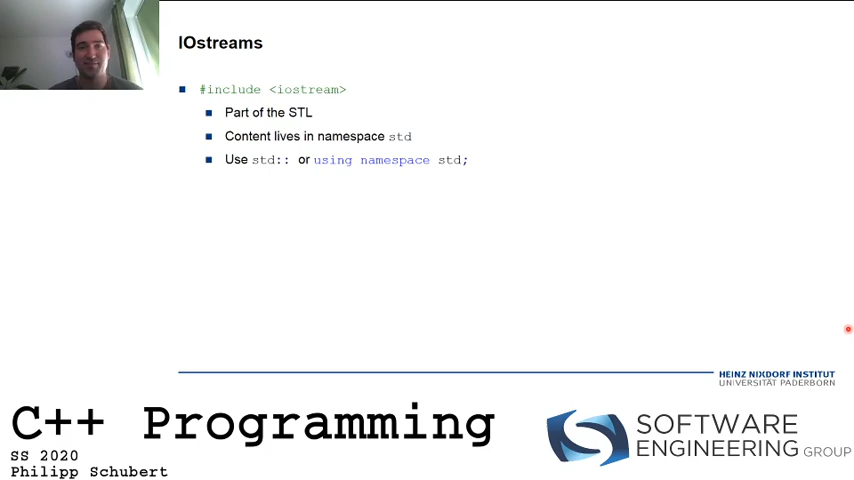 IOstreams
#include <iostream>
Part of the STL
Content lives in namespace std
Use std:: or using namespace std;
HEINZ NIXDORF INSTITUT
UNIVERSITÄT PADERBORN
C++ Programming
SS 2020
Philipp Schubert
SOFTWARE
ENGINEERING GROUP